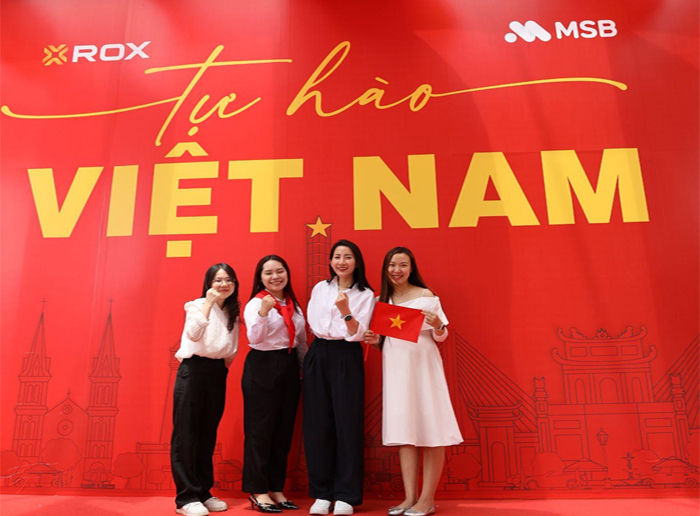 ROX
MSB
tự hào
VIỆT NAM